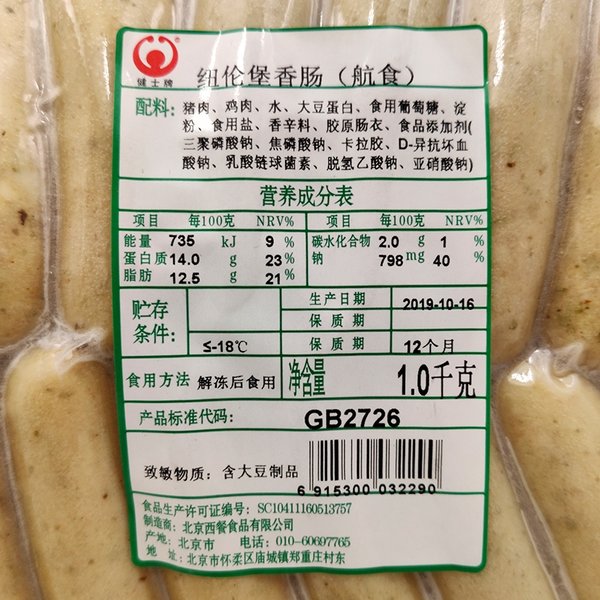 健士牌
纽伦堡香肠（航食）
配料：猪肉、鸡肉、水、大豆蛋白、食用葡萄糖、淀
粉、食用盐、香辛料、胶原肠衣、食品添加剂(
三聚磷酸钠、焦磷酸钠、卡拉胶、D-异抗坏血
酸钠、乳酸链球菌素、脱氢乙酸钠、亚硝酸钠)
营养成分表
项目 每100克 NRV% 项目 每100克 NRV%
能量 735 kJ 9 % 碳水化合物 2.0 g 1 %
蛋白质 14.0 g 23 % 钠 798 mg 40 %
脂肪 12.5 g 21 %
贮存条件： ≤-18℃
生产日期 2019-10-16
保质期
保质期 12个月
食用方法 解冻后食用 净含量 1.0千克
产品标准代码： GB2726
致敏物质：含大豆制品
6 915300 032290
食品生产许可证编号：SC10411160513757
制造商：北京西餐食品有限公司
产地：北京市 电话：010-60697765
地址：北京市怀柔区庙城镇郑重庄村东